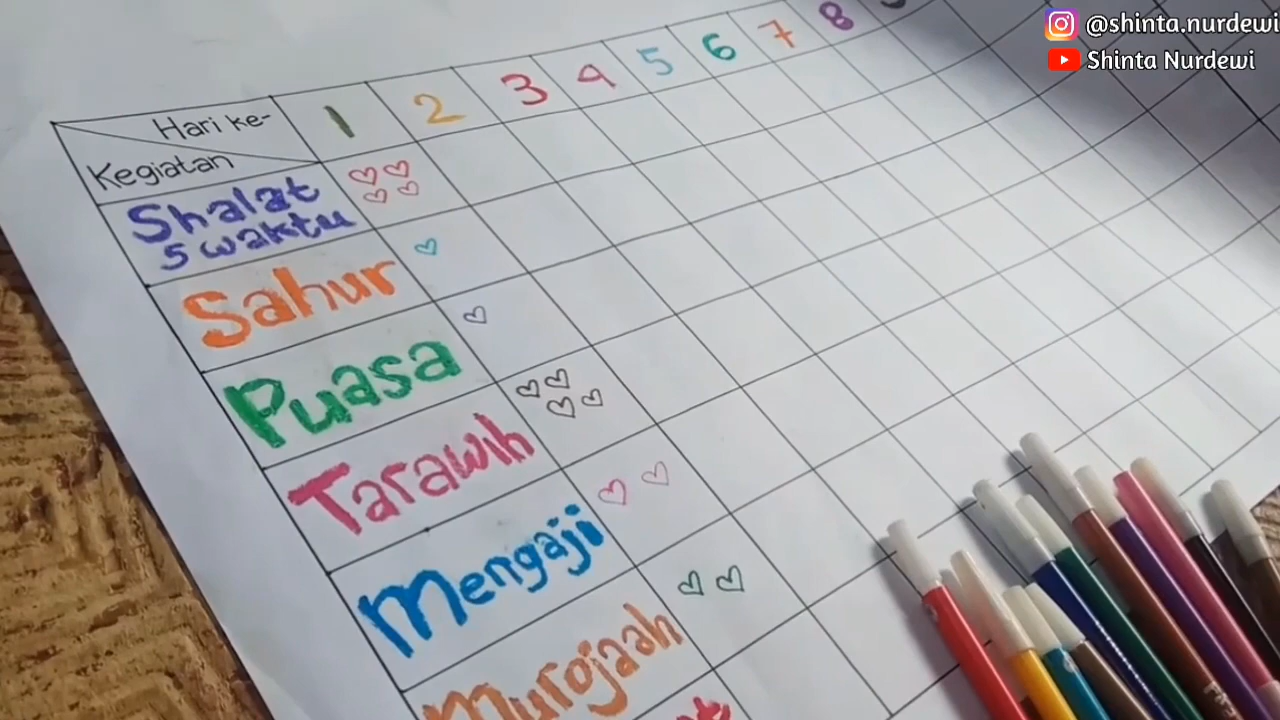 @shinta.nurdewi
Shinta Nurdewi
Hari ke-
Kegiatan
1 2 3 4 5 6 7 8
Shalat
5 waktu
Sahur
Puasa
Tarawih
Mengaji
Murojaah